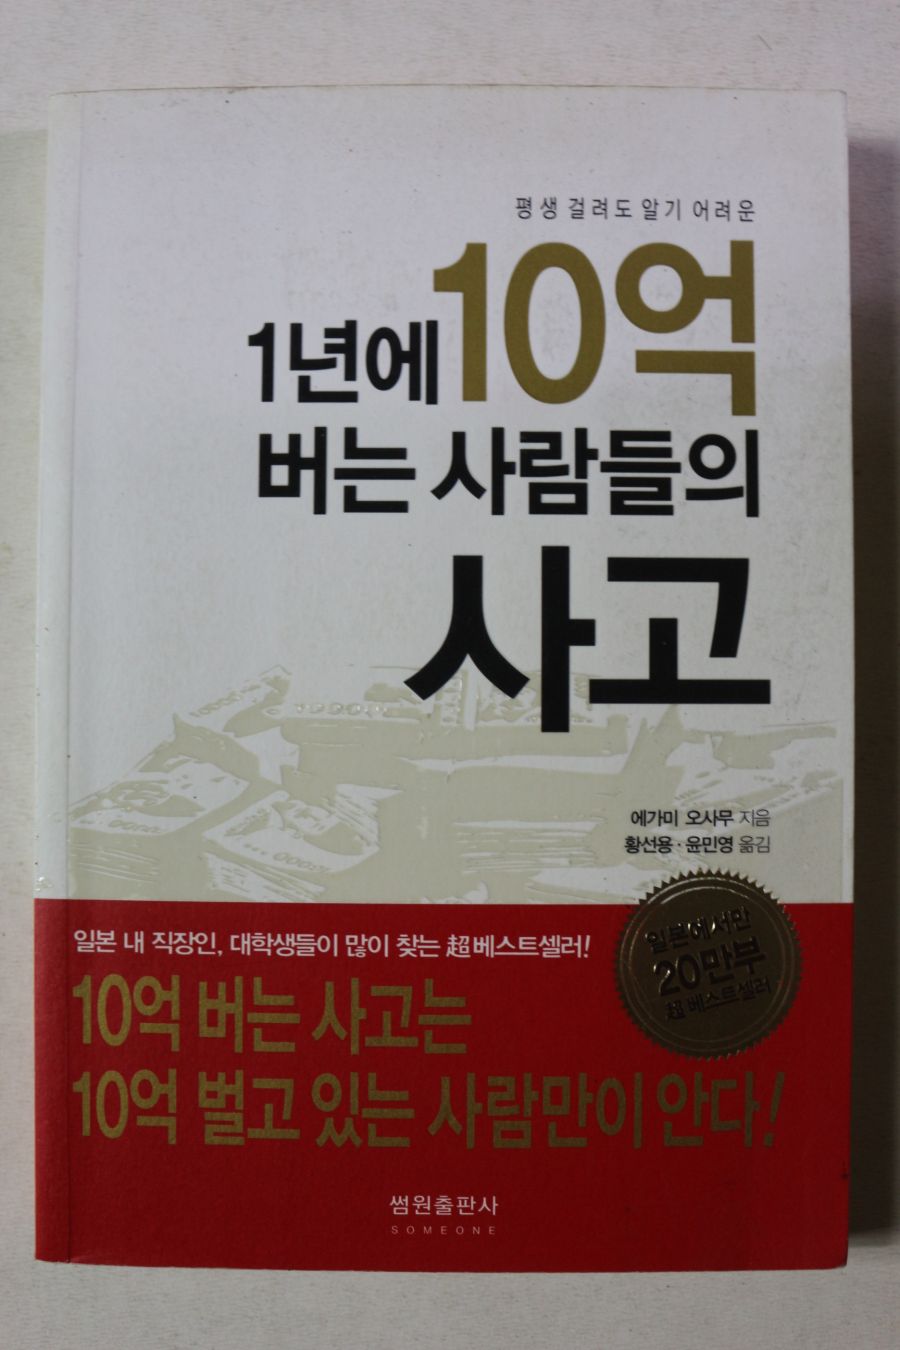 평생 걸려도 알기 어려운
1년에 10억
버는 사람들의
사고
에가미 오사무 지음
황선용·윤민영 옮김
일본에서만
20만부
超베스트셀러
일본 내 직장인, 대학생들이 많이 찾는 超베스트셀러!
10억 버는 사고는
10억 벌고 있는 사람만이 안다!
썸원출판사
SOMEONE